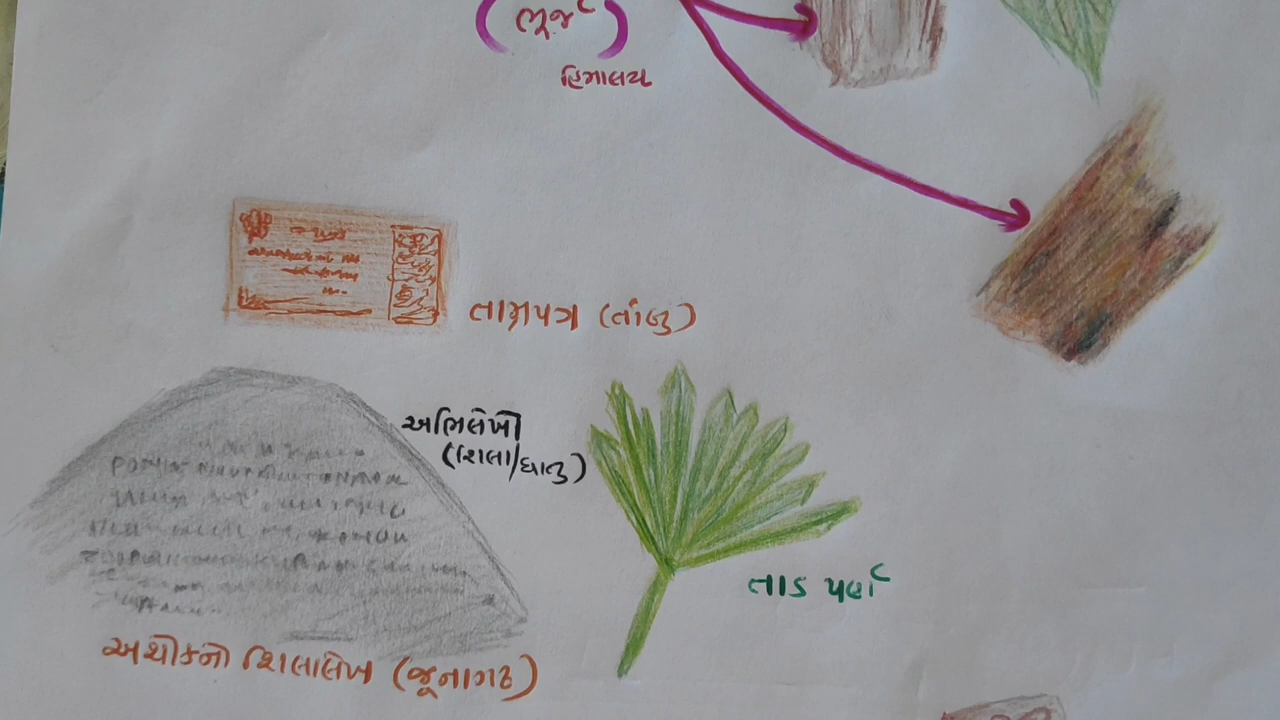 (ભૂર્જ)
હિમાલય
તામ્રપત્ર (તાંબુ)
અભિલેખો
(શિલા/ધાતુ)
તાડ પર્ણ
અશોકનો શિલાલેખ (જૂનાગઢ)